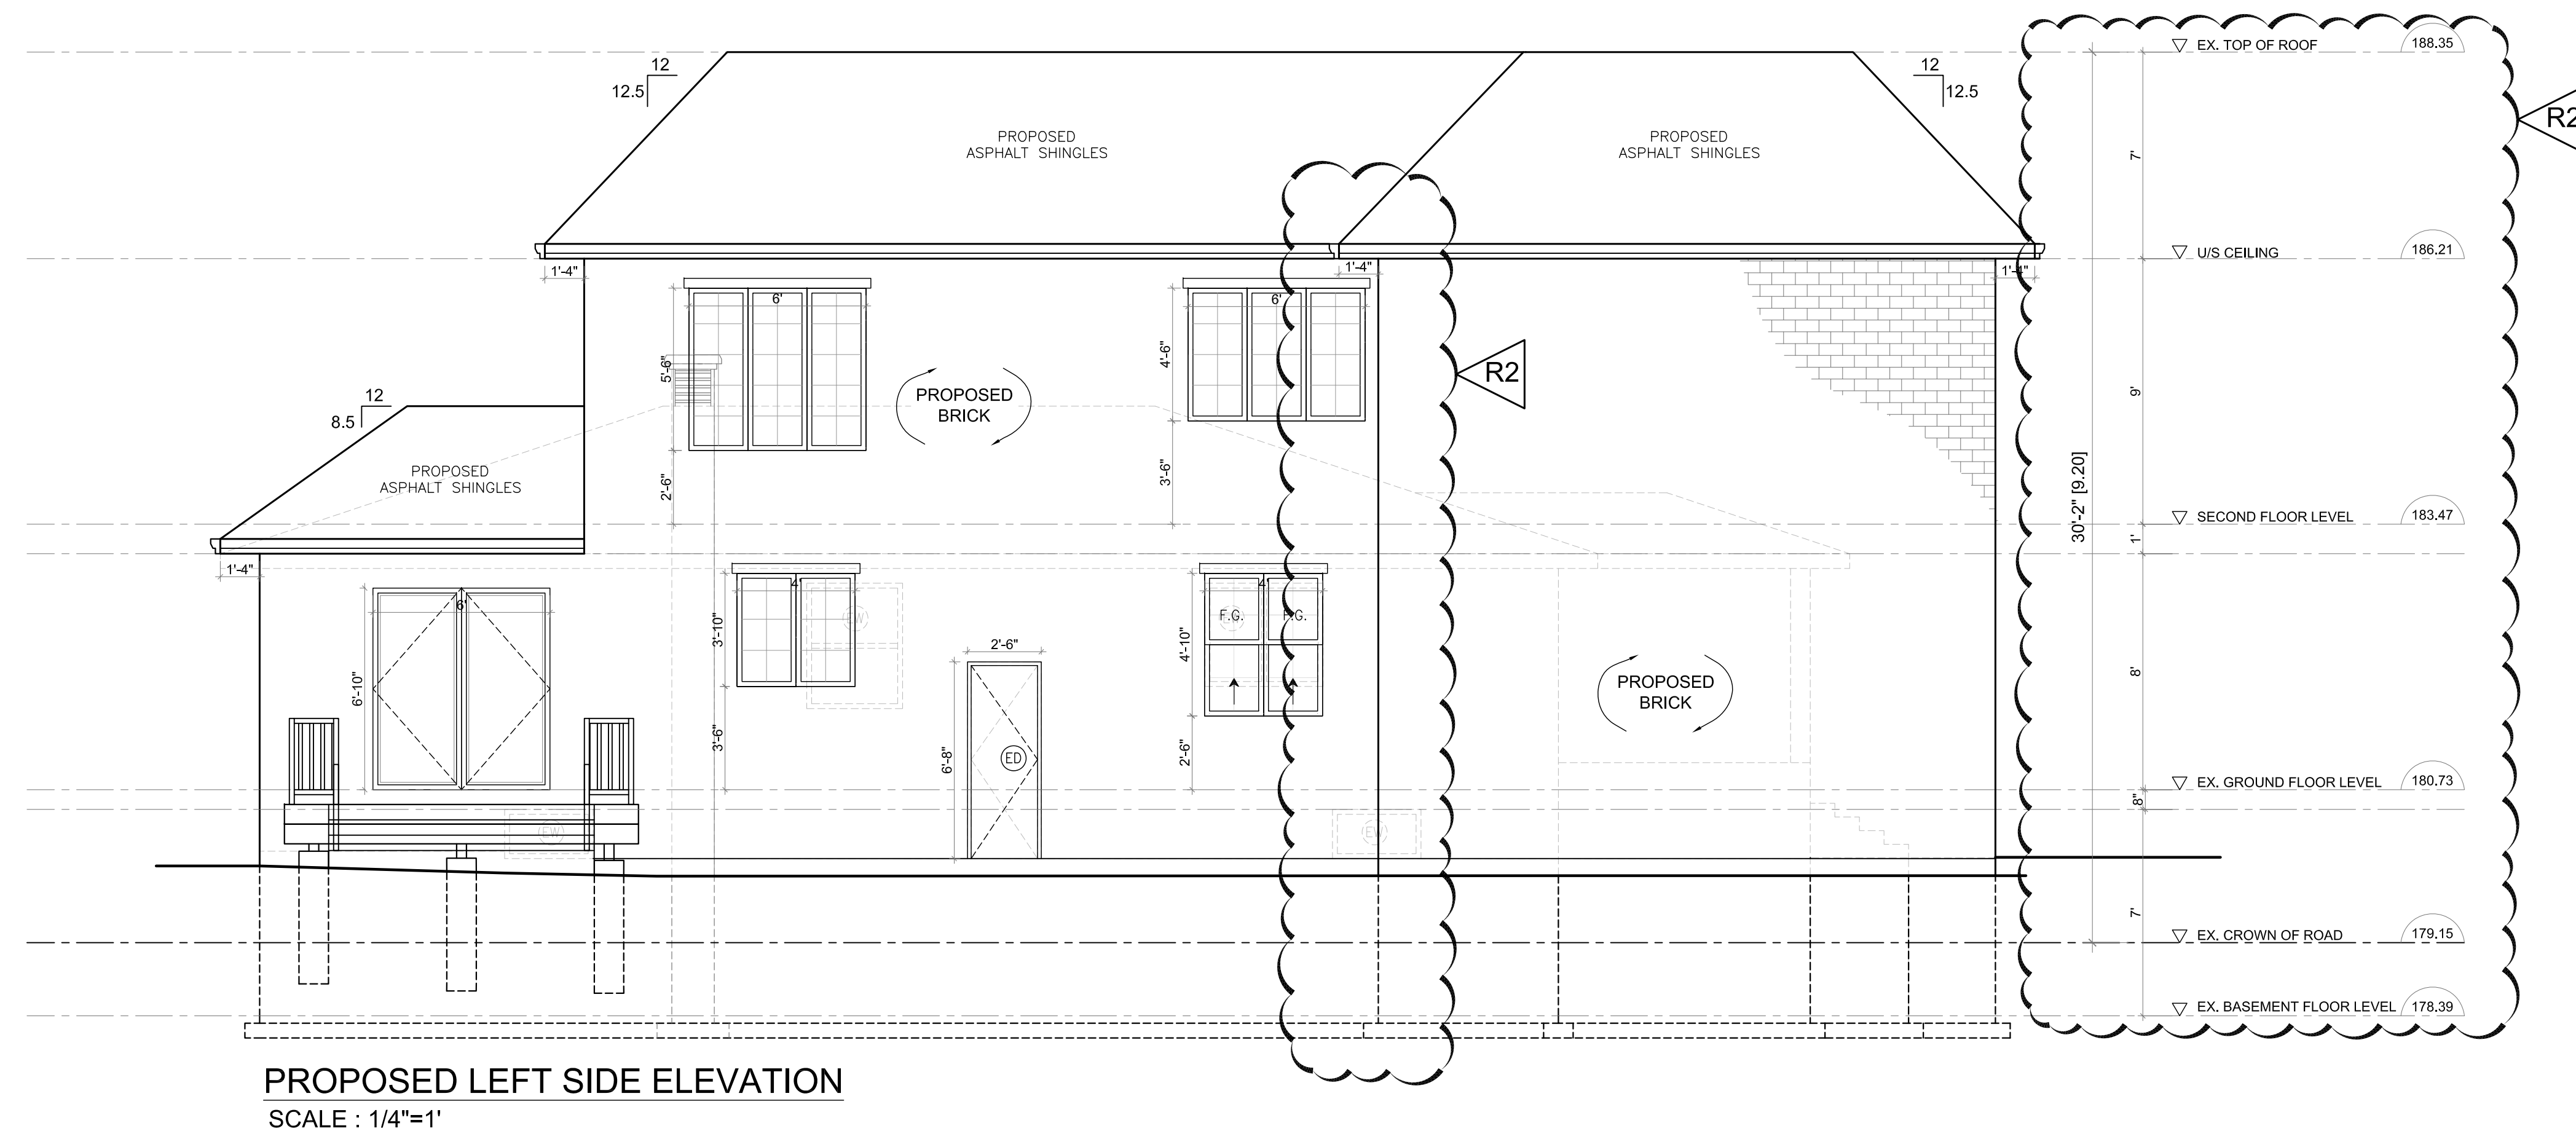 EX. TOP OF ROOF 188.35
12
12.5
12
12.5
R2
PROPOSED
ASPHALT SHINGLES
PROPOSED
ASPHALT SHINGLES
7'
U/S CEILING 186.21
1'-4"
1'-4"
1'-4"
6'
6'
5'-6"
4'-6"
PROPOSED
BRICK
R2
12
8.5
9'
PROPOSED
ASPHALT SHINGLES
2'-6"
3'-6"
30'-2" [9.20]
SECOND FLOOR LEVEL 183.47
1'
1'-4"
6'
4'
4'
EW
EW
F.G.
F.G.
3'-10"
4'-10"
2'-6"
6'-10"
8'
PROPOSED
BRICK
3'-6"
6'-8"
ED
2'-6"
EX. GROUND FLOOR LEVEL 180.73
8"
EW
EW
7'
EX. CROWN OF ROAD 179.15
EX. BASEMENT FLOOR LEVEL 178.39
PROPOSED LEFT SIDE ELEVATION
SCALE : 1/4"=1'